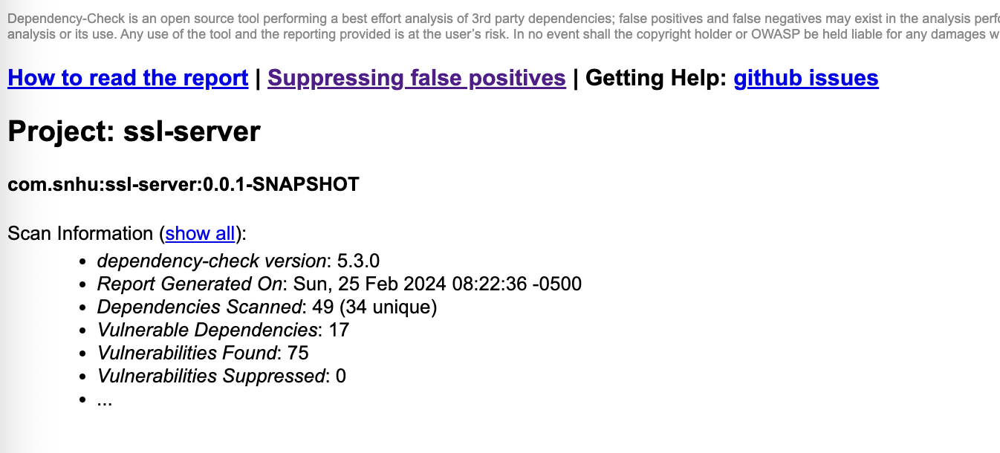 Dependency-Check is an open source tool performing a best effort analysis of 3rd party dependencies; false positives and false negatives may exist in the analysis
analysis or its use. Any use of the tool and the reporting provided is at the user’s risk. In no event shall the copyright holder or OWASP be held liable for any damages
How to read the report | Suppressing false positives | Getting Help: github issues
Project: ssl-server
com.snhu:ssl-server:0.0.1-SNAPSHOT
Scan Information (show all):
• dependency-check version: 5.3.0
• Report Generated On: Sun, 25 Feb 2024 08:22:36 -0500
• Dependencies Scanned: 49 (34 unique)
• Vulnerable Dependencies: 17
• Vulnerabilities Found: 75
• Vulnerabilities Suppressed: 0
• ...